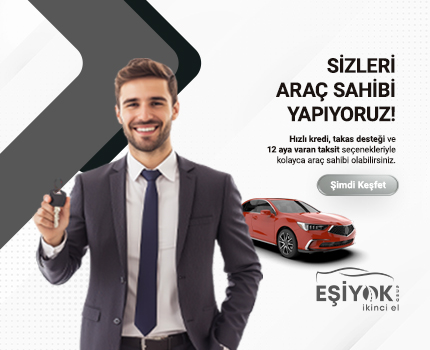 SİZLERİ
ARAÇ SAHİBİ
YAPIYORUZ!
Hızlı kredi, takas desteği ve
12 aya varan taksit seçenekleriyle
kolayca araç sahibi olabilirsiniz.
Şimdi Keşfet
EŞİYOK
GRUP
ikinci el